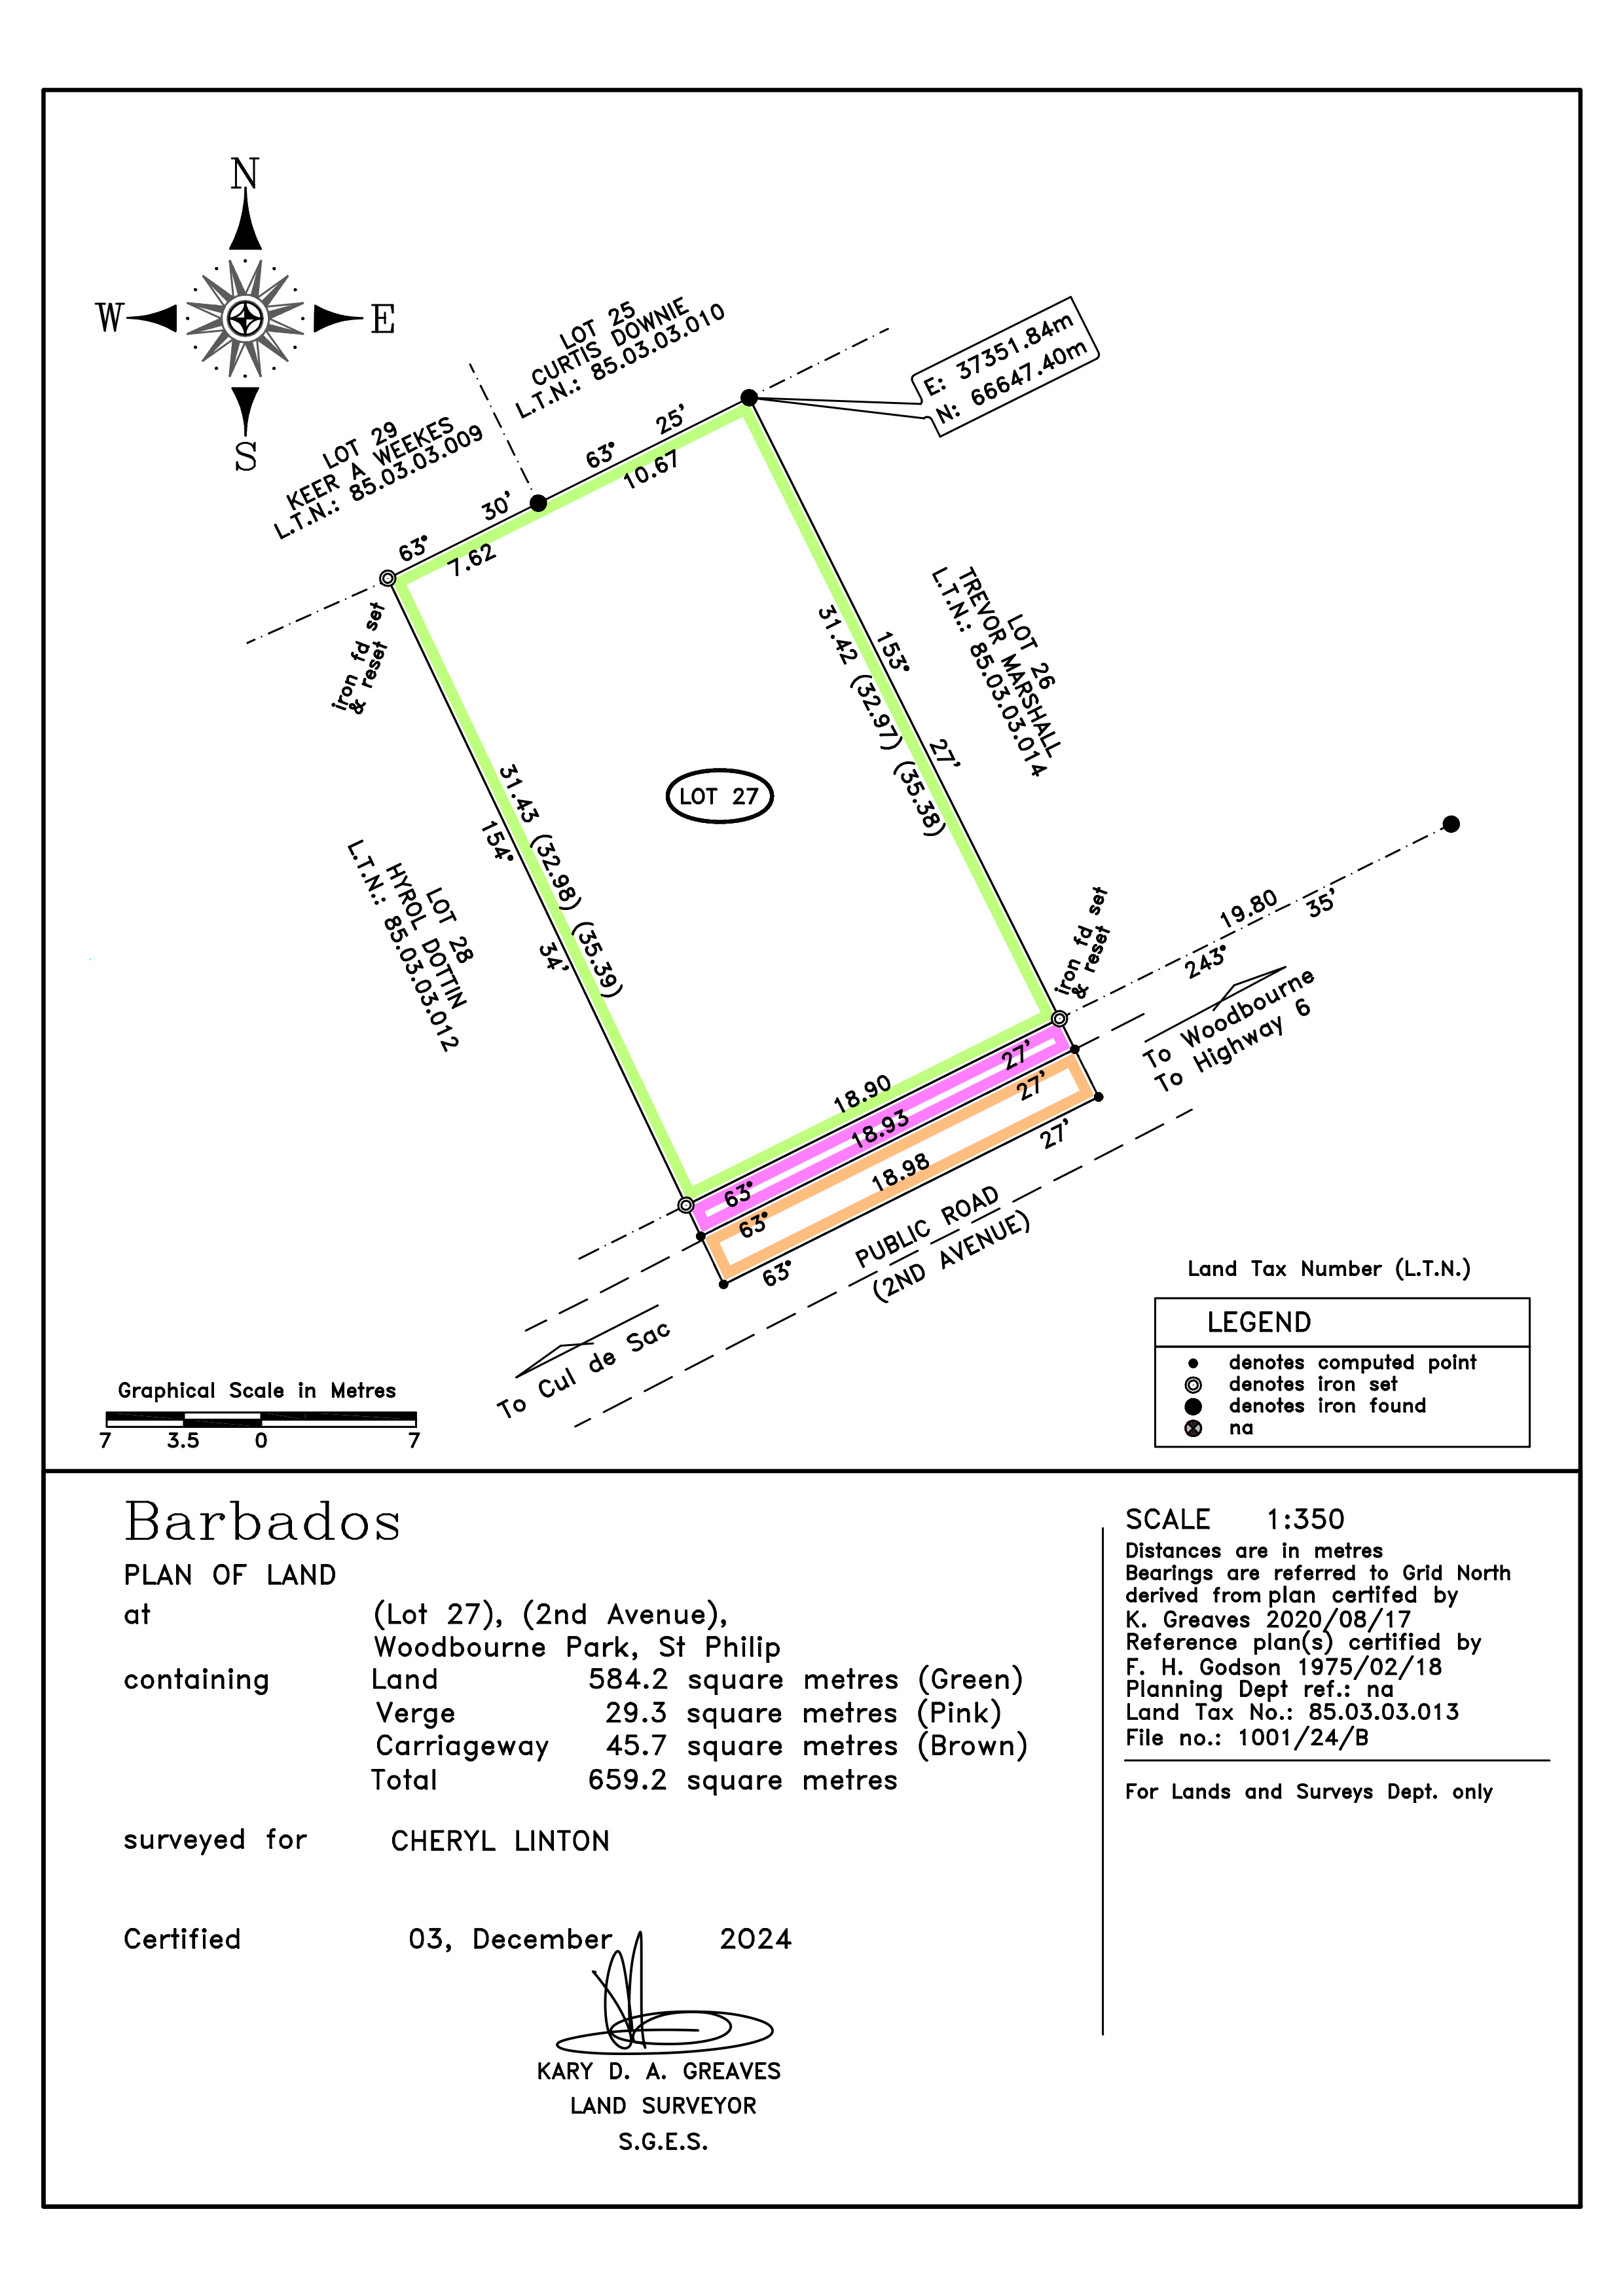 N
W
E
S
LOT 25
CURTIS DOWNIE
L.T.N.: 85.03.03.010
LOT 29
KEER A WEEKES
L.T.N.: 85.03.03.009
E: 37351.84m
N: 66647.40m
63° 25'
10.67
63° 30'
7.62
iron fd set
& reset
LOT 26
TREVOR MARSHALL
L.T.N.: 85.03.03.014
153° 27'
31.42 (32.97) (35.38)
LOT 27
31.43 (32.98) (35.39)
154° 34'
LOT 28
HYROL DOTTIN
L.T.N.: 85.03.03.012
iron fd set
& reset
19.80
243° 35'
To Woodbourne
To Highway 6
18.90
63° 27'
18.93
63° 27'
18.98
63° 27'
PUBLIC ROAD
(2ND AVENUE)
To Cul de Sac
Graphical Scale in Metres
7 3.5 0 7
Land Tax Number (L.T.N.)
LEGEND
denotes computed point
denotes iron set
denotes iron found
na
Barbados
PLAN OF LAND
at (Lot 27), (2nd Avenue),
Woodbourne Park, St Philip
containing Land 584.2 square metres (Green)
Verge 29.3 square metres (Pink)
Carriageway 45.7 square metres (Brown)
Total 659.2 square metres
surveyed for CHERYL LINTON
Certified 03, December 2024
KARY D. A. GREAVES
LAND SURVEYOR
S.G.E.S.
SCALE 1:350
Distances are in metres
Bearings are referred to Grid North
derived from plan certifed by
K. Greaves 2020/08/17
Reference plan(s) certified by
F. H. Godson 1975/02/18
Planning Dept ref.: na
Land Tax No.: 85.03.03.013
File no.: 1001/24/B
For Lands and Surveys Dept. only